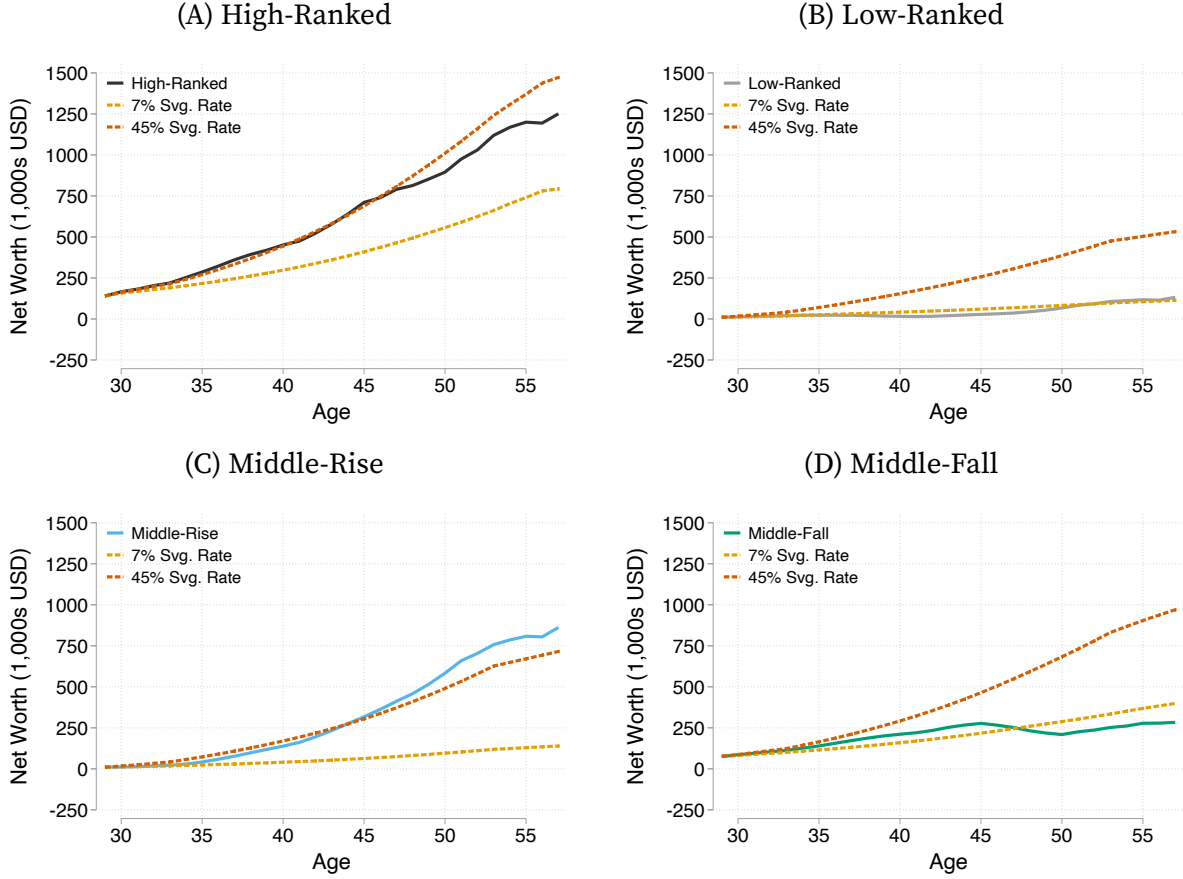 (A) High-Ranked
Net Worth (1,000s USD)
1500
1250
1000
750
500
250
0
-250
High-Ranked
7% Svg. Rate
45% Svg. Rate
30 35 40 45 50 55
Age
(B) Low-Ranked
Net Worth (1,000s USD)
1500
1250
1000
750
500
250
0
-250
Low-Ranked
7% Svg. Rate
45% Svg. Rate
30 35 40 45 50 55
Age
(C) Middle-Rise
Net Worth (1,000s USD)
1500
1250
1000
750
500
250
0
-250
Middle-Rise
7% Svg. Rate
45% Svg. Rate
30 35 40 45 50 55
Age
(D) Middle-Fall
Net Worth (1,000s USD)
1500
1250
1000
750
500
250
0
-250
Middle-Fall
7% Svg. Rate
45% Svg. Rate
30 35 40 45 50 55
Age